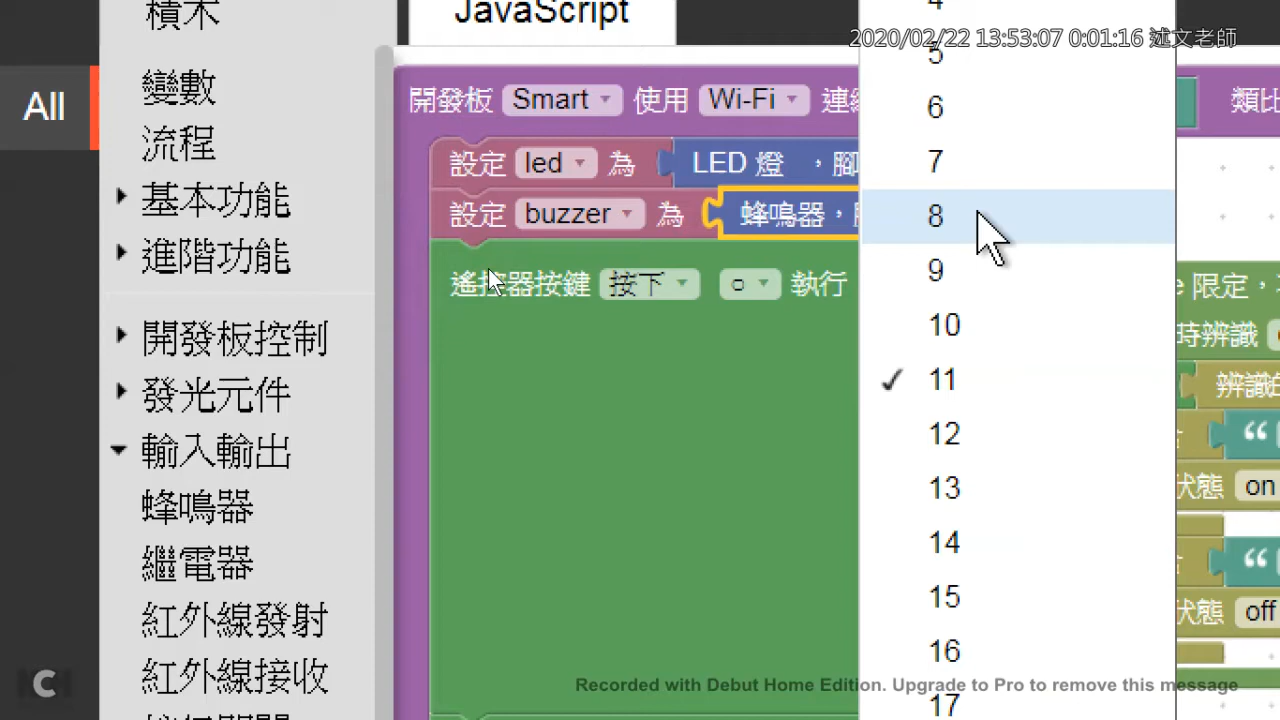 積木
JavaScript
4
2020/02/22 13:53:07 0:01:16 述文老師
5
All
變數
開發板 Smart 使用 Wi-Fi 連線
類比
6
流程
設定 led 為 LED 燈 ,腳
7
基本功能
設定 buzzer 為 蜂鳴器,
8
進階功能
遙控器按鍵 按下 ○ 執行
9
e 限定,
開發板控制
10
時辨識
發光元件
✓ 11
辨識
輸入輸出
12
合 “
蜂鳴器
13
狀態 on
繼電器
14
合 “
紅外線發射
15
狀態 off
紅外線接收
16
Recorded with Debut Home Edition. Upgrade to Pro to remove this message
17
C